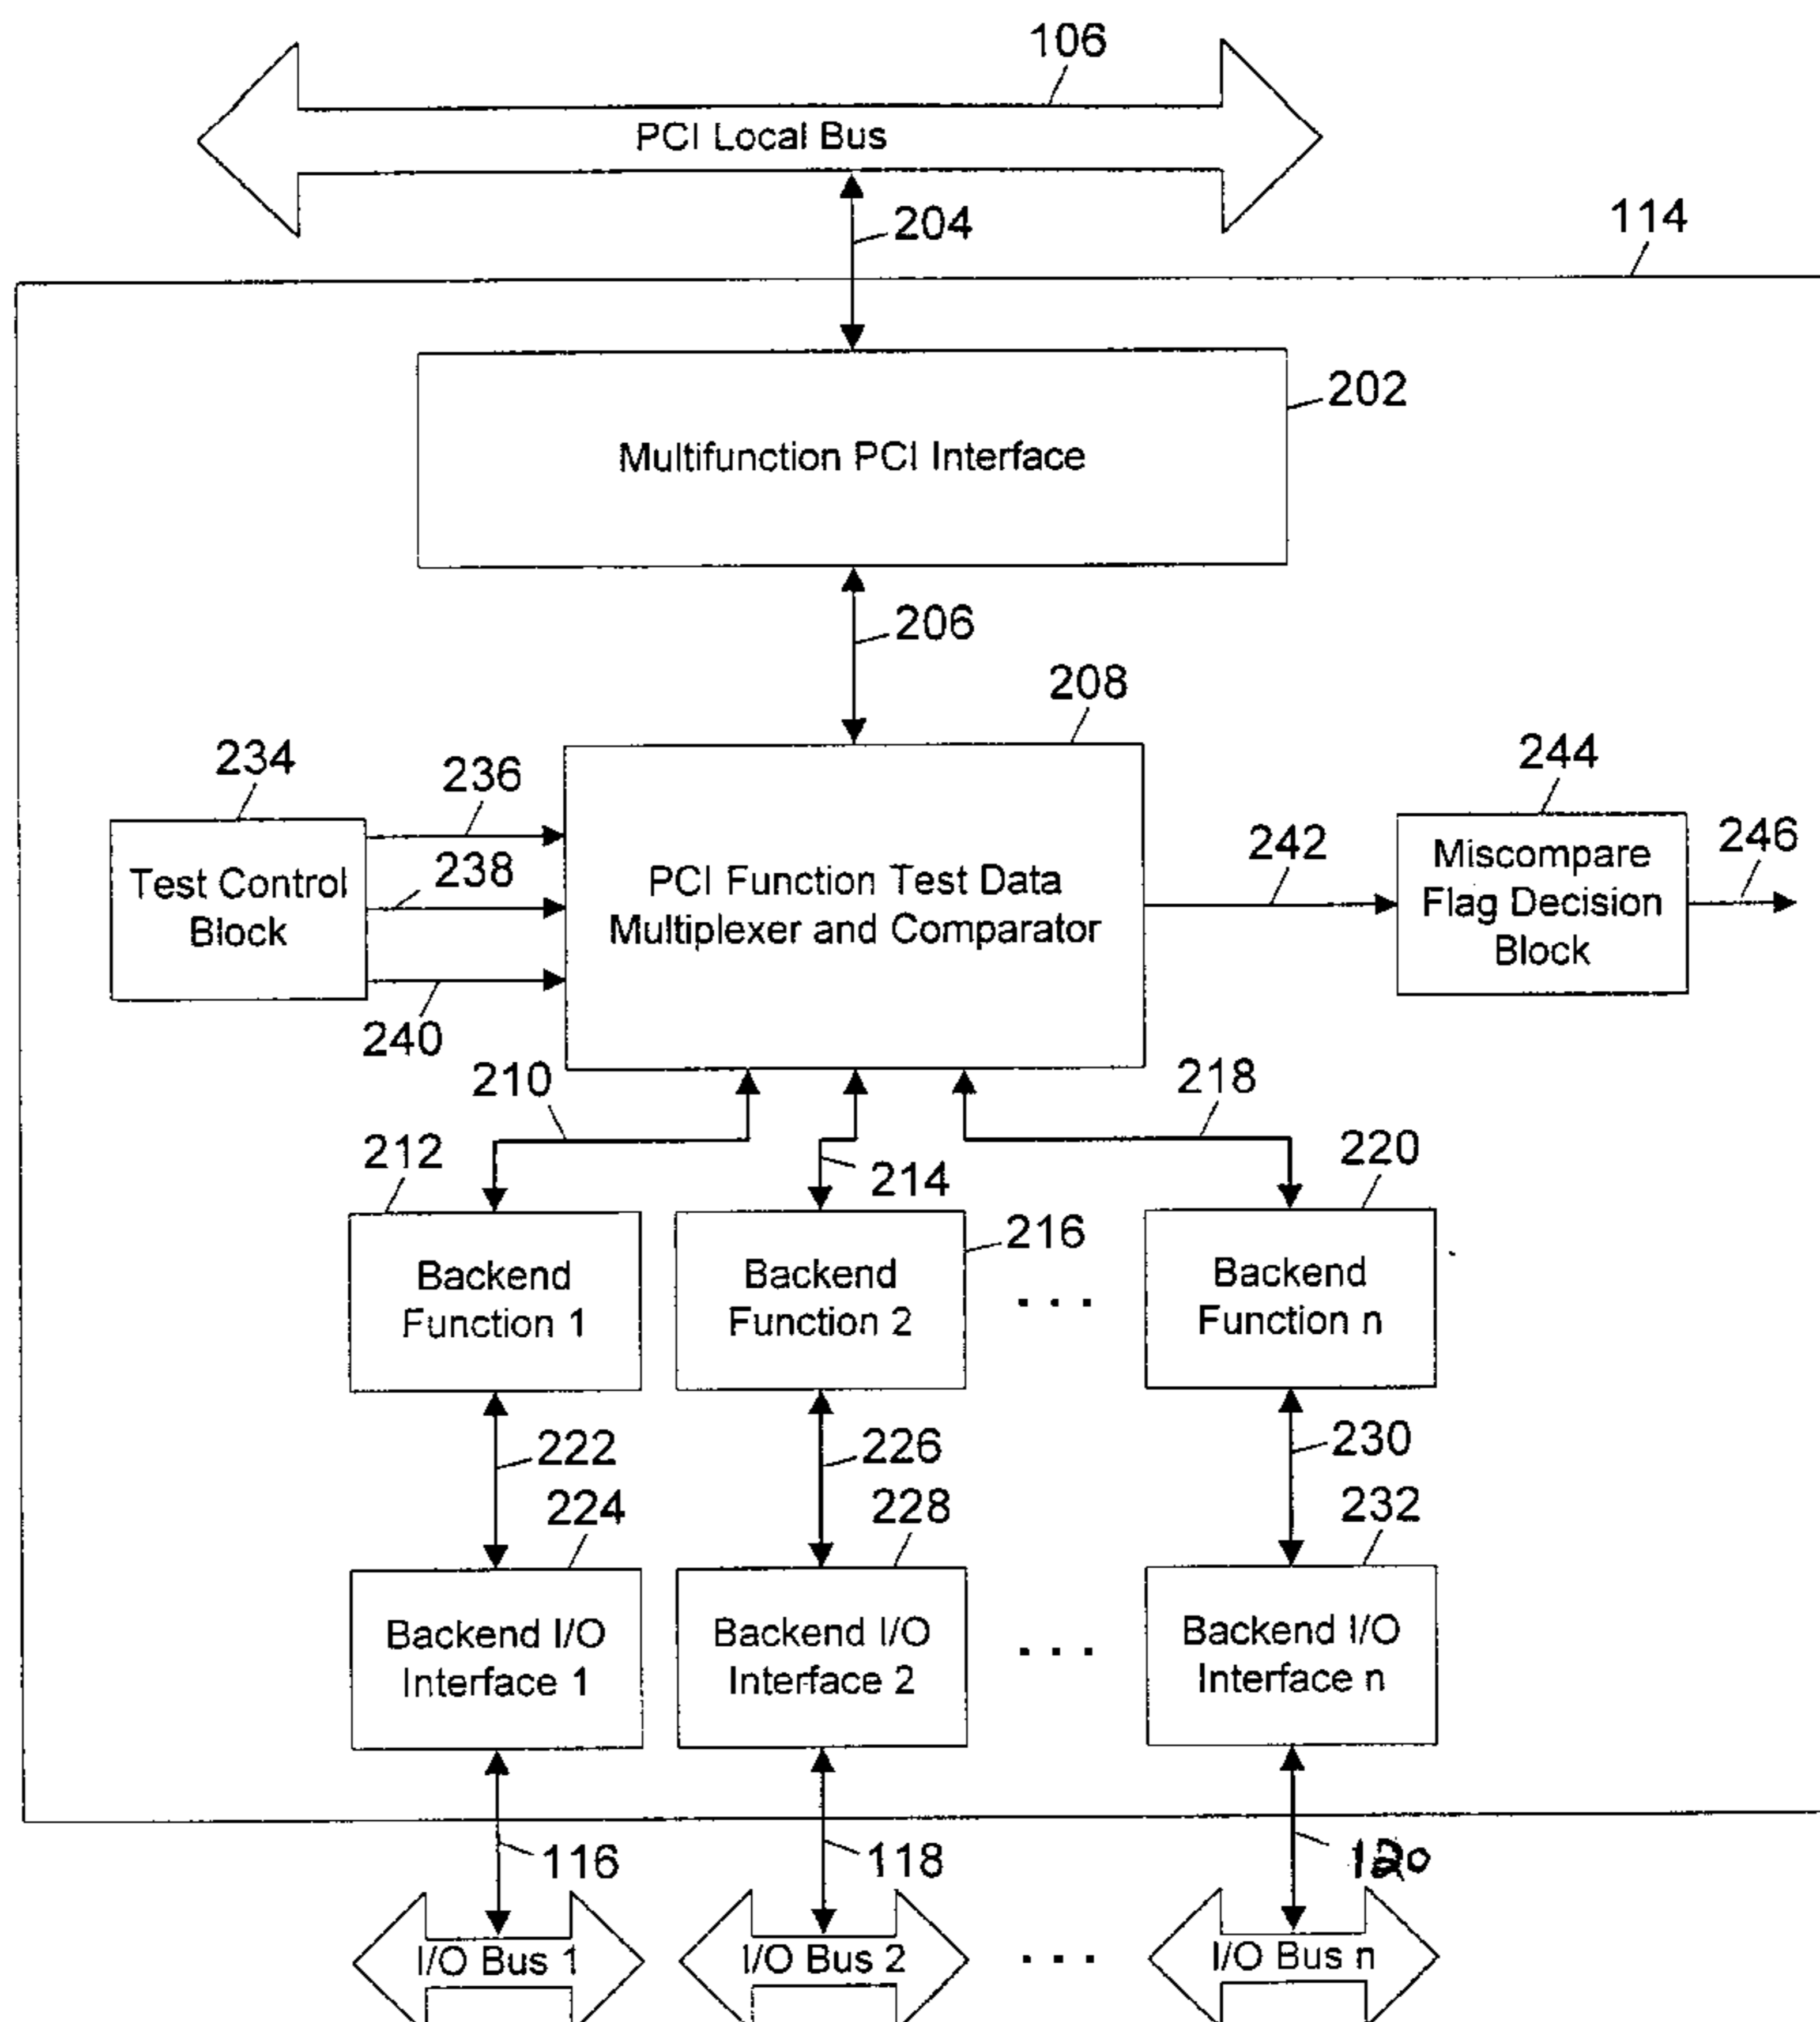 106
PCI Local Bus
204
114
202
Multifunction PCI Interface
206
208
234
236
244
Test Control
Block
238
PCI Function Test Data
Multiplexer and Comparator
242
Miscompare
Flag Decision
Block
246
240
210
218
212
214
220
216
Backend
Function 1
Backend
Function 2
. . .
Backend
Function n
222
226
230
224
228
232
Backend I/O
Interface 1
Backend I/O
Interface 2
. . .
Backend I/O
Interface n
116
118
120
I/O Bus 1
I/O Bus 2
. . .
I/O Bus n